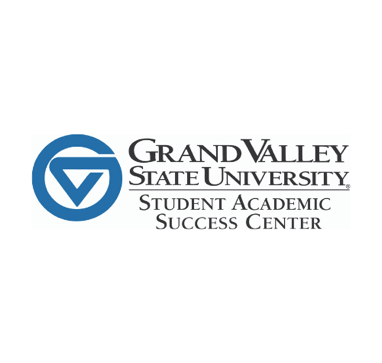 GRAND VALLEY
STATE UNIVERSITY®
STUDENT ACADEMIC
SUCCESS CENTER